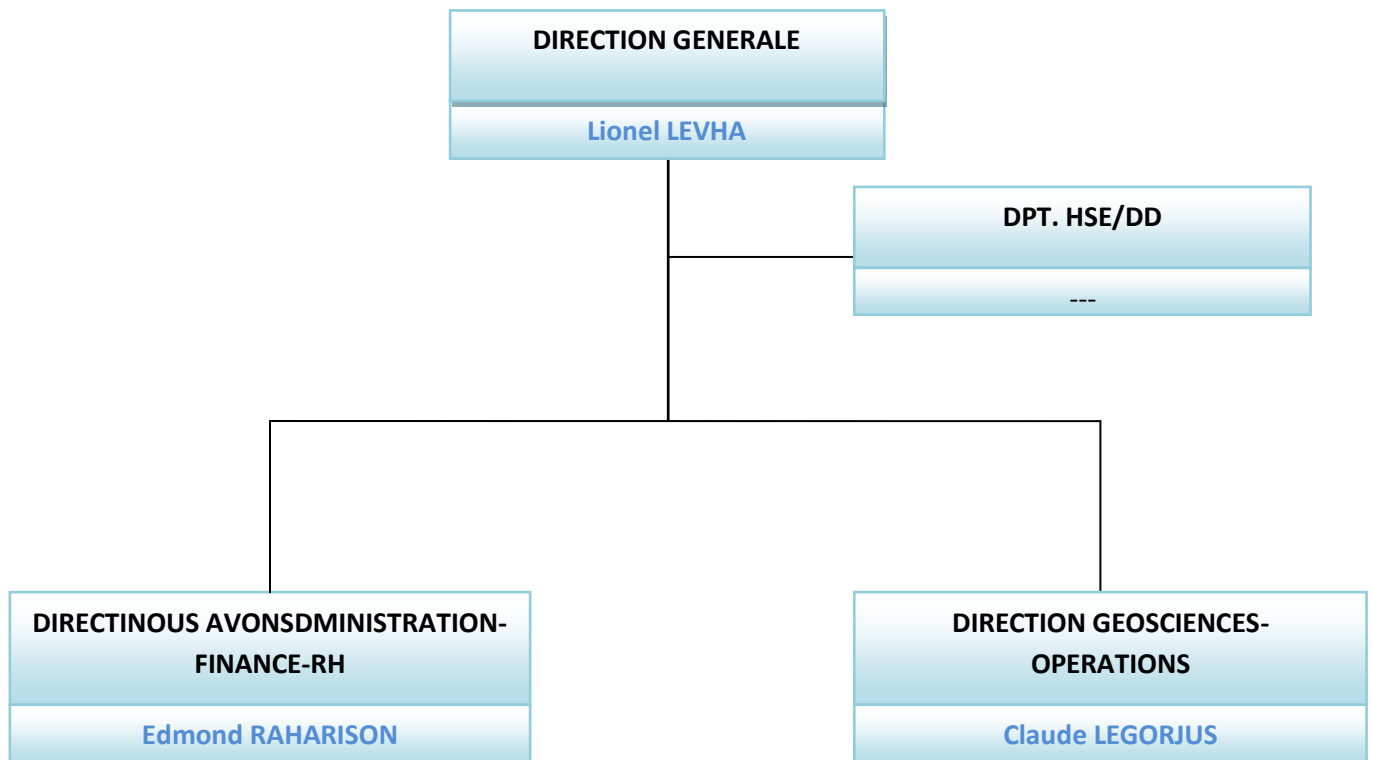 DIRECTION GENERALE
Lionel LEVHA
DPT. HSE/DD
---
DIRECTINOUS AVONSDMINISTRATION-
FINANCE-RH
Edmond RAHARISON
DIRECTION GEOSCIENCES-
OPERATIONS
Claude LEGORJUS